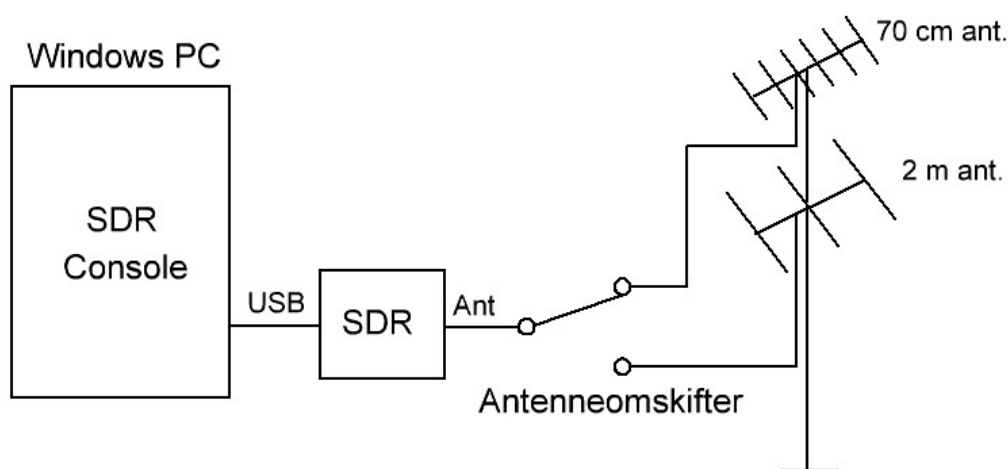 Windows PC
SDR
Console
USB
SDR
Ant
Antenneomskifter
70 cm ant.
2 m ant.